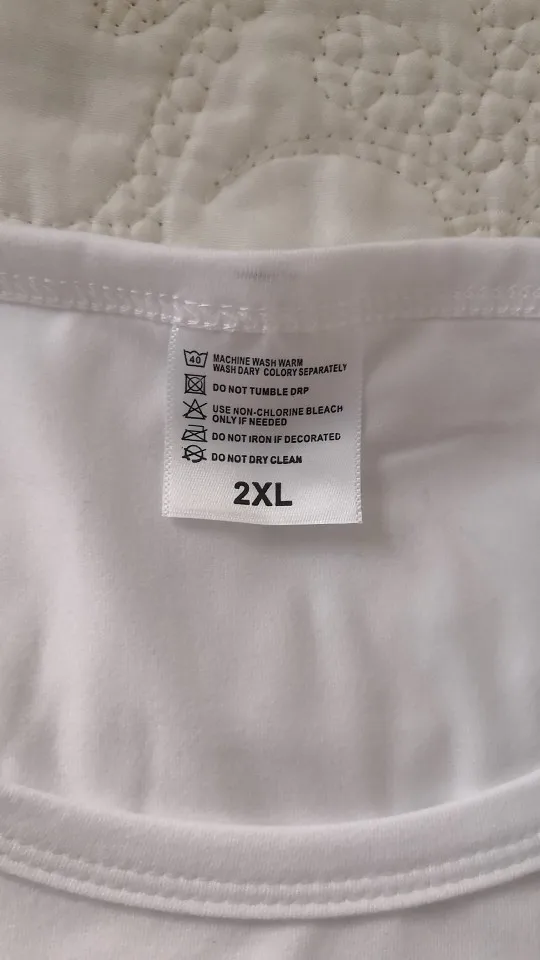 40
MACHINE WASH WARM
WASH DARY COLORY SEPARATELY
DO NOT TUMBLE DRP
USE NON-CHLORINE BLEACH
ONLY IF NEEDED
DO NOT IRON IF DECORATED
DO NOT DRY CLEAN
2XL